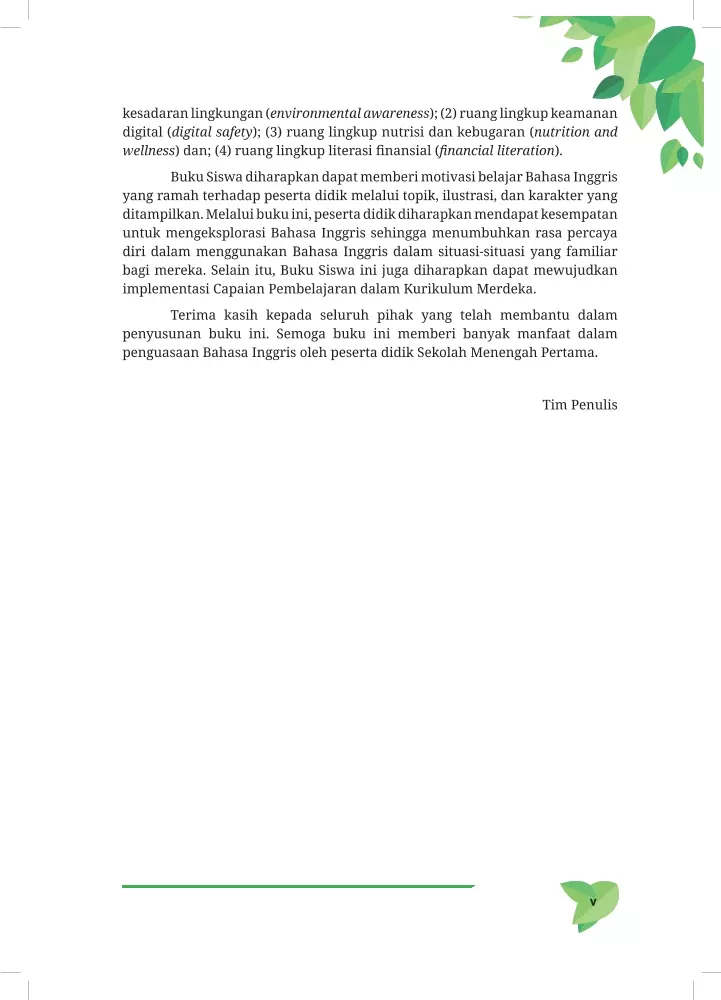 kesadaran lingkungan (environmental awareness); (2) ruang lingkup keamanan
digital (digital safety); (3) ruang lingkup nutrisi dan kebugaran (nutrition and
wellness) dan; (4) ruang lingkup literasi finansial (financial literation).
Buku Siswa diharapkan dapat memberi motivasi belajar Bahasa Inggris
yang ramah terhadap peserta didik melalui topik, ilustrasi, dan karakter yang
ditampilkan. Melalui buku ini, peserta didik diharapkan mendapat kesempatan
untuk mengeksplorasi Bahasa Inggris sehingga menumbuhkan rasa percaya
diri dalam menggunakan Bahasa Inggris dalam situasi-situasi yang familiar
bagi mereka. Selain itu, Buku Siswa ini juga diharapkan dapat mewujudkan
implementasi Capaian Pembelajaran dalam Kurikulum Merdeka.
Terima kasih kepada seluruh pihak yang telah membantu dalam
penyusunan buku ini. Semoga buku ini memberi banyak manfaat dalam
penguasaan Bahasa Inggris oleh peserta didik Sekolah Menengah Pertama.
Tim Penulis
v